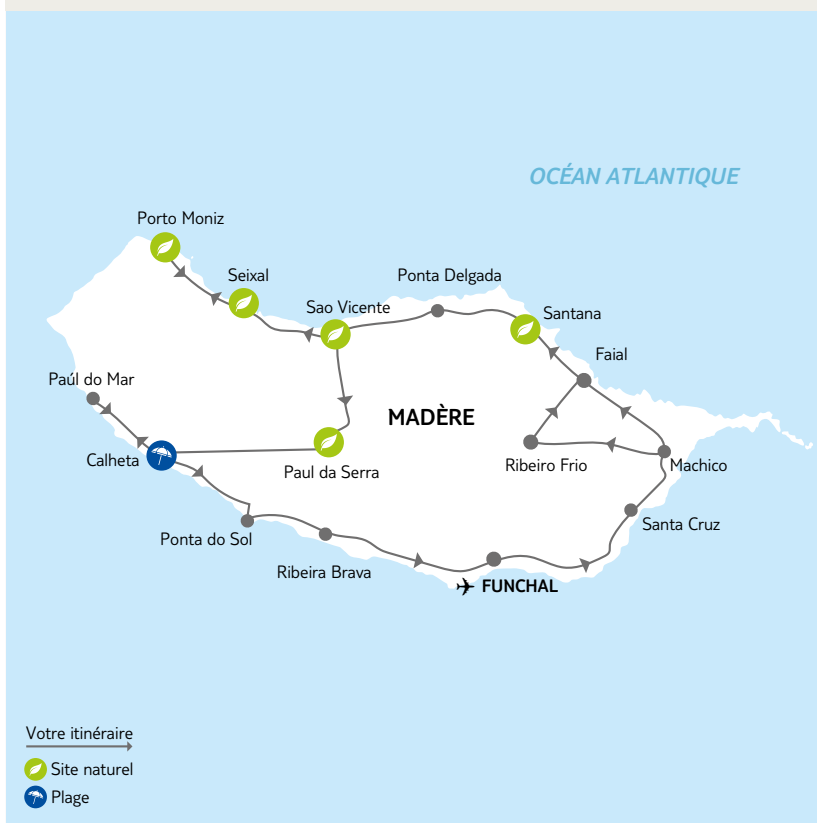 OCÉAN ATLANTIQUE
Porto Moniz
Seixal
Ponta Delgada
Sao Vicente
Santana
Faial
Paúl do Mar
MADÈRE
Calheta
Paul da Serra
Ribeiro Frio
Machico
Santa Cruz
Ponta do Sol
Ribeira Brava
FUNCHAL
Votre itinéraire
Site naturel
Plage